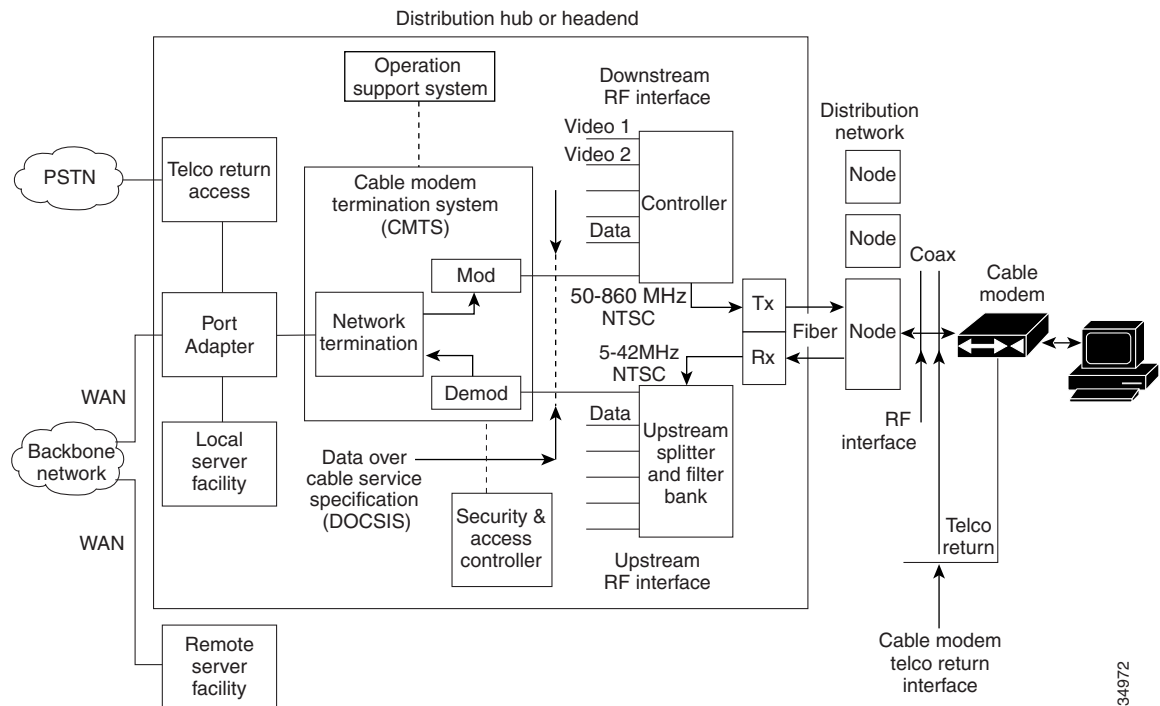 Distribution hub or headend
Operation
support system
Downstream
RF interface
Distribution
network
Video 1
Video 2
Data
Controller
PSTN
Telco return
access
Cable modem
termination system
(CMTS)
Node
Node
Mod
Coax
Cable
modem
50-860 MHz
NTSC
Tx
Port
Adapter
Network
termination
Fiber
Node
5-42MHz
NTSC
Rx
Demod
WAN
Data
RF
interface
Backbone
network
Local
server
facility
Data over
cable service
specification
(DOCSIS)
Upstream
splitter
and filter
bank
Security &
access
controller
Telco
return
WAN
Upstream
RF interface
Remote
server
facility
Cable modem
telco return
interface
34972